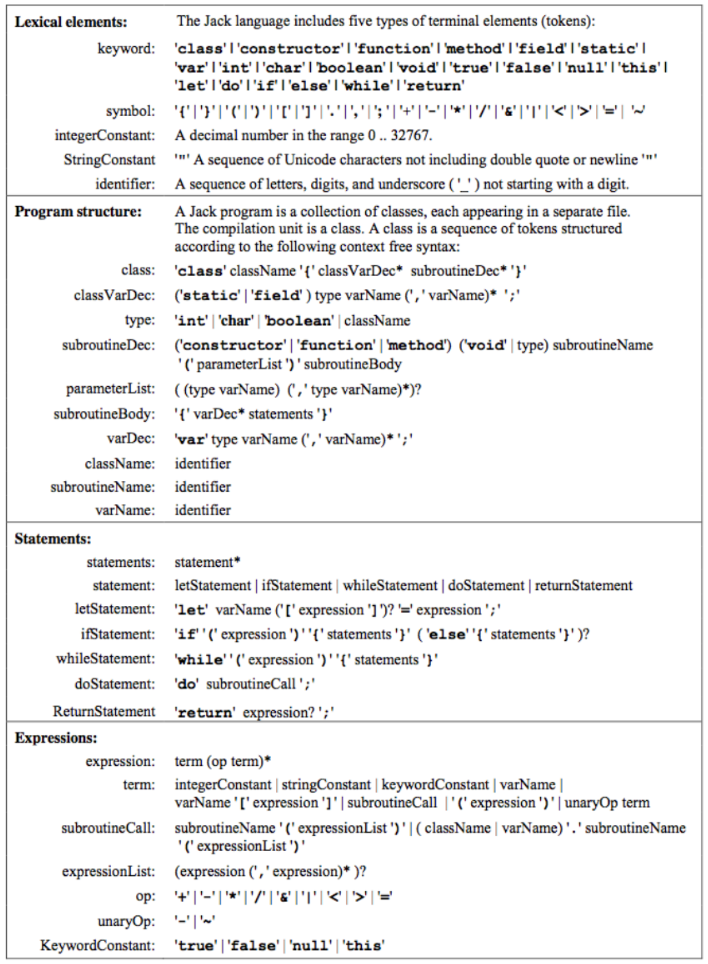 Lexical elements: The Jack language includes five types of terminal elements (tokens):
keyword: 'class'|'constructor'|'function'|'method'|'field'|'static'|
'var'|'int'|'char'|'boolean'|'void'|'true'|'false'|'null'|'this'|
'let'|'do'|'if'|'else'|'while'|'return'
symbol: '{'|'}'|'('|')'|'['|']'|'.'|','|';'|'+'|'-'|'*'|'/'|'&'|'|'|'<'|'>'|'='|'~'
integerConstant: A decimal number in the range 0 .. 32767.
StringConstant '"' A sequence of Unicode characters not including double quote or newline '"'
identifier: A sequence of letters, digits, and underscore ( '_' ) not starting with a digit.
Program structure: A Jack program is a collection of classes, each appearing in a separate file.
The compilation unit is a class. A class is a sequence of tokens structured
according to the following context free syntax:
class: 'class' className '{' classVarDec* subroutineDec* '}'
classVarDec: ('static' | 'field' ) type varName (',' varName)* ';'
type: 'int' | 'char' | 'boolean' | className
subroutineDec: ('constructor' | 'function' | 'method') ('void' | type) subroutineName
'(' parameterList ')' subroutineBody
parameterList: ( (type varName) (',' type varName)*)?
subroutineBody: '{' varDec* statements '}'
varDec: 'var' type varName (',' varName)* ';'
className: identifier
subroutineName: identifier
varName: identifier
Statements:
statements: statement*
statement: letStatement | ifStatement | whileStatement | doStatement | returnStatement
letStatement: 'let' varName ('[' expression ']')? '=' expression ';'
ifStatement: 'if' '(' expression ')' '{' statements '}' ( 'else' '{' statements '}' )?
whileStatement: 'while' '(' expression ')' '{' statements '}'
doStatement: 'do' subroutineCall ';'
ReturnStatement 'return' expression? ';'
Expressions:
expression: term (op term)*
term: integerConstant | stringConstant | keywordConstant | varName |
varName '[' expression ']' | subroutineCall | '(' expression ')' | unaryOp term
subroutineCall: subroutineName '(' expressionList ')' | ( className | varName) '.' subroutineName
'(' expressionList ')'
expressionList: (expression (',' expression)* )?
op: '+'|'-'|'*'|'/'|'&'|'|'|'<'|'>'|'='
unaryOp: '-'|'~'
KeywordConstant: 'true'|'false'|'null'|'this'